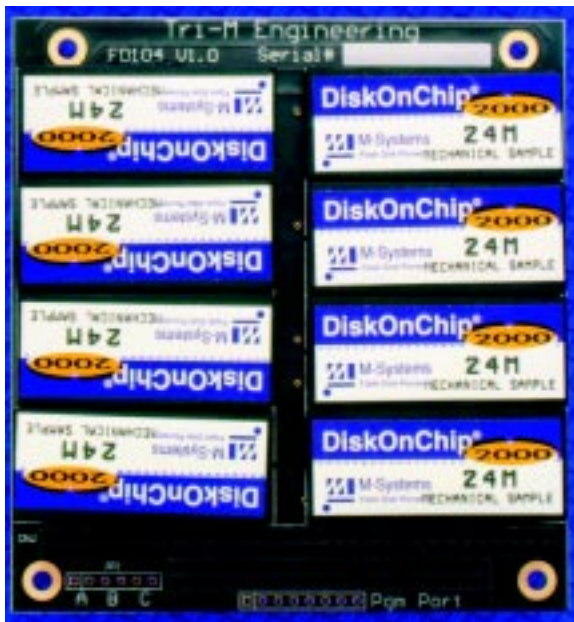 Tri-M Engineering
FD104 V1.0 Serial#
24M
MECHANICAL SAMPLE
M-Systems
2000
DiskOnChip®
DiskOnChip®
2000
M-Systems
24M
MECHANICAL SAMPLE
24M
MECHANICAL SAMPLE
M-Systems
2000
DiskOnChip®
DiskOnChip®
2000
M-Systems
24M
MECHANICAL SAMPLE
24M
MECHANICAL SAMPLE
M-Systems
2000
DiskOnChip®
DiskOnChip®
2000
M-Systems
24M
MECHANICAL SAMPLE
24M
MECHANICAL SAMPLE
M-Systems
2000
DiskOnChip®
DiskOnChip®
2000
M-Systems
24M
MECHANICAL SAMPLE
A B C
Pgm Port